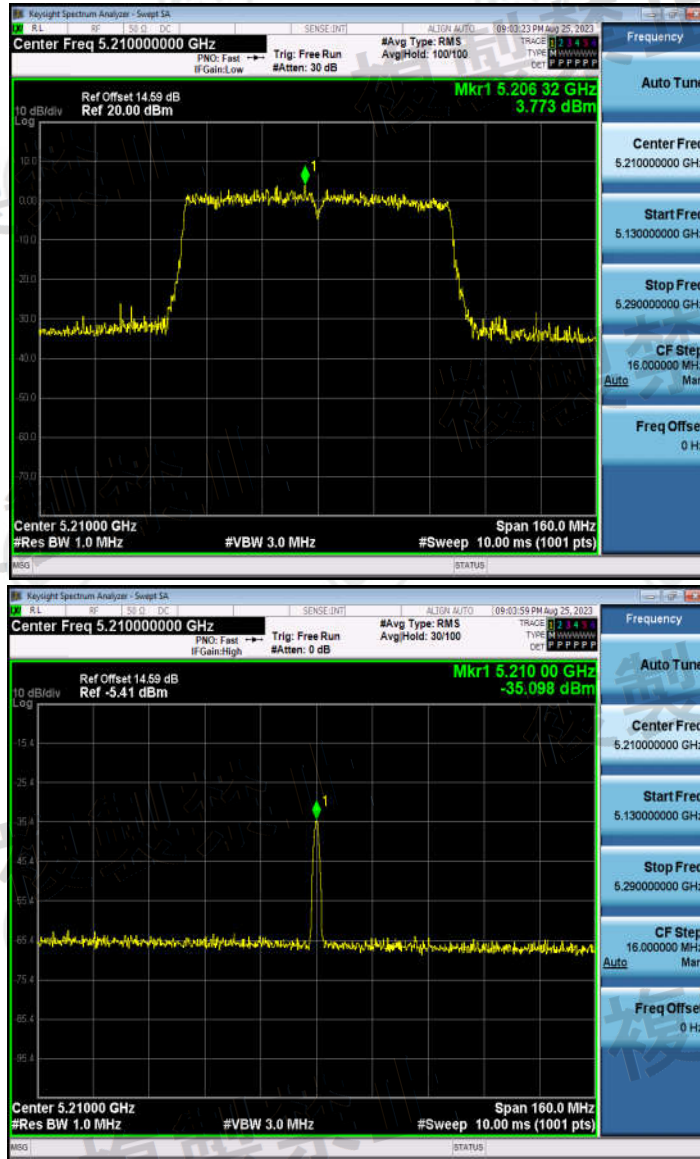 Keysight Spectrum Analyzer - Swept SA
RL RF 50 Ω DC SENSE:INT ALIGN AUTO 09:03:23 PM Aug 25, 2023
Center Freq 5.210000000 GHz
PNO: Fast
IFGain:Low
Trig: Free Run
#Atten: 30 dB
#Avg Type: RMS
Avg|Hold: 100/100
TRACE 1 2 3 4 5 6
TYPE M WWWWW
DET P P P P P P
Ref Offset 14.59 dB
10 dB/div Ref 20.00 dBm
Log
Mkr1 5.206 32 GHz
3.773 dBm
1
10.0
0.00
-10.0
-20.0
-30.0
-40.0
-50.0
-60.0
-70.0
Center 5.21000 GHz Span 160.0 MHz
#Res BW 1.0 MHz #VBW 3.0 MHz #Sweep 10.00 ms (1001 pts)
MSG STATUS
Frequency
Auto Tune
Center Freq
5.210000000 GHz
Start Freq
5.130000000 GHz
Stop Freq
5.290000000 GHz
CF Step
16.000000 MHz
Auto Man
Freq Offset
0 Hz
Keysight Spectrum Analyzer - Swept SA
RL RF 50 Ω DC SENSE:INT ALIGN AUTO 09:03:59 PM Aug 25, 2023
Center Freq 5.210000000 GHz
PNO: Fast
IFGain:High
Trig: Free Run
#Atten: 0 dB
#Avg Type: RMS
Avg|Hold: 30/100
TRACE 1 2 3 4 5 6
TYPE M WWWWW
DET P P P P P P
Ref Offset 14.59 dB
10 dB/div Ref -5.41 dBm
Log
Mkr1 5.210 00 GHz
-35.098 dBm
1
-15.4
-25.4
-35.4
-45.4
-55.4
-65.4
-75.4
-85.4
-95.4
Center 5.21000 GHz Span 160.0 MHz
#Res BW 1.0 MHz #VBW 3.0 MHz #Sweep 10.00 ms (1001 pts)
MSG STATUS
Frequency
Auto Tune
Center Freq
5.210000000 GHz
Start Freq
5.130000000 GHz
Stop Freq
5.290000000 GHz
CF Step
16.000000 MHz
Auto Man
Freq Offset
0 Hz